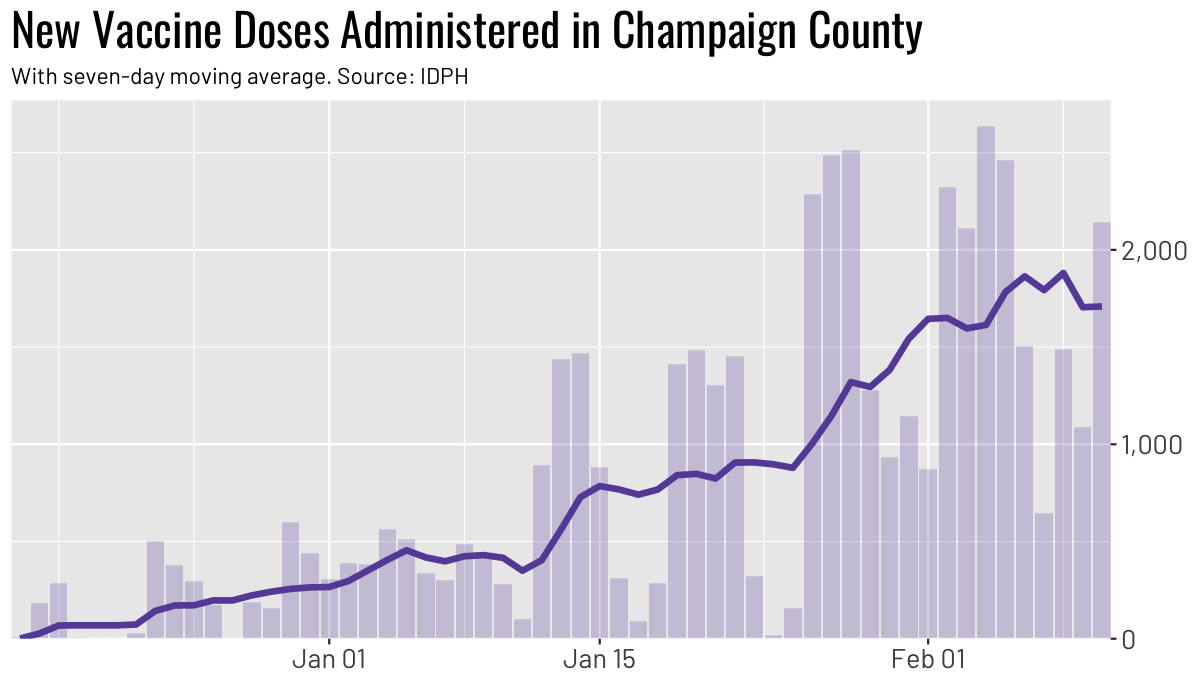 New Vaccine Doses Administered in Champaign County
With seven-day moving average. Source: IDPH
2,000
1,000
0
Jan 01
Jan 15
Feb 01